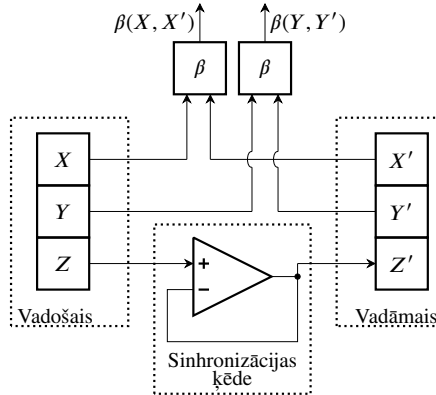 β(X, X′) β(Y, Y′)
β β
X X′
Y Y′
Z + Z′
−
Vadošais Vadāmais
Sinhronizācijas
ķēde